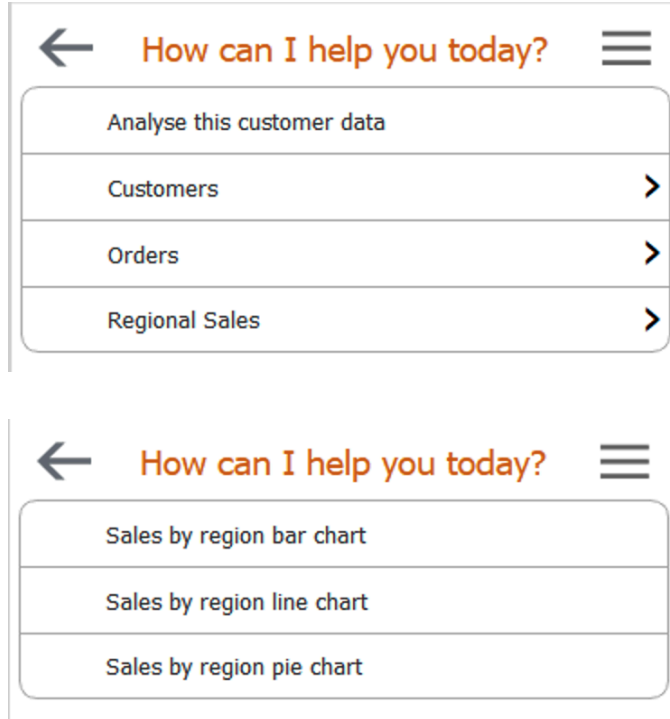 How can I help you today?
Analyse this customer data
Customers
Orders
Regional Sales
How can I help you today?
Sales by region bar chart
Sales by region line chart
Sales by region pie chart